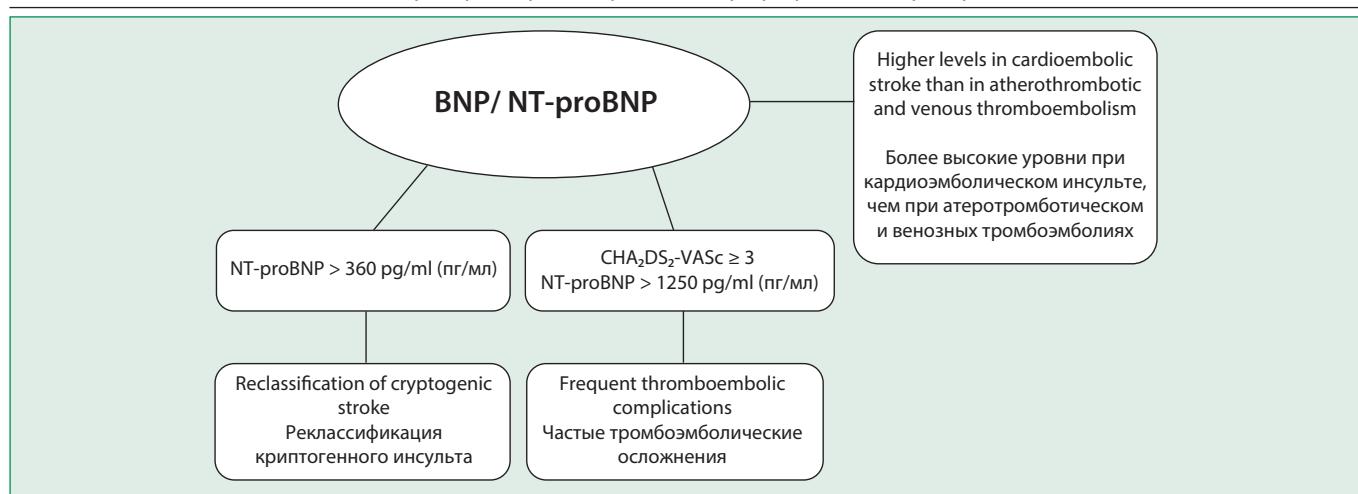 BNP/ NT-proBNP
Higher levels in cardioembolic
stroke than in atherothrombotic
and venous thromboembolism
Более высокие уровни при
кардиоэмболическом инсульте,
чем при атеротромботическом
и венозных тромбоэмболиях
NT-proBNP > 360 pg/ml (пг/мл)
CHA₂DS₂-VASc ≥ 3
NT-proBNP > 1250 pg/ml (пг/мл)
Reclassification of cryptogenic
stroke
Реклассификация
криптогенного инсульта
Frequent thromboembolic
complications
Частые тромбоэмболические
осложнения